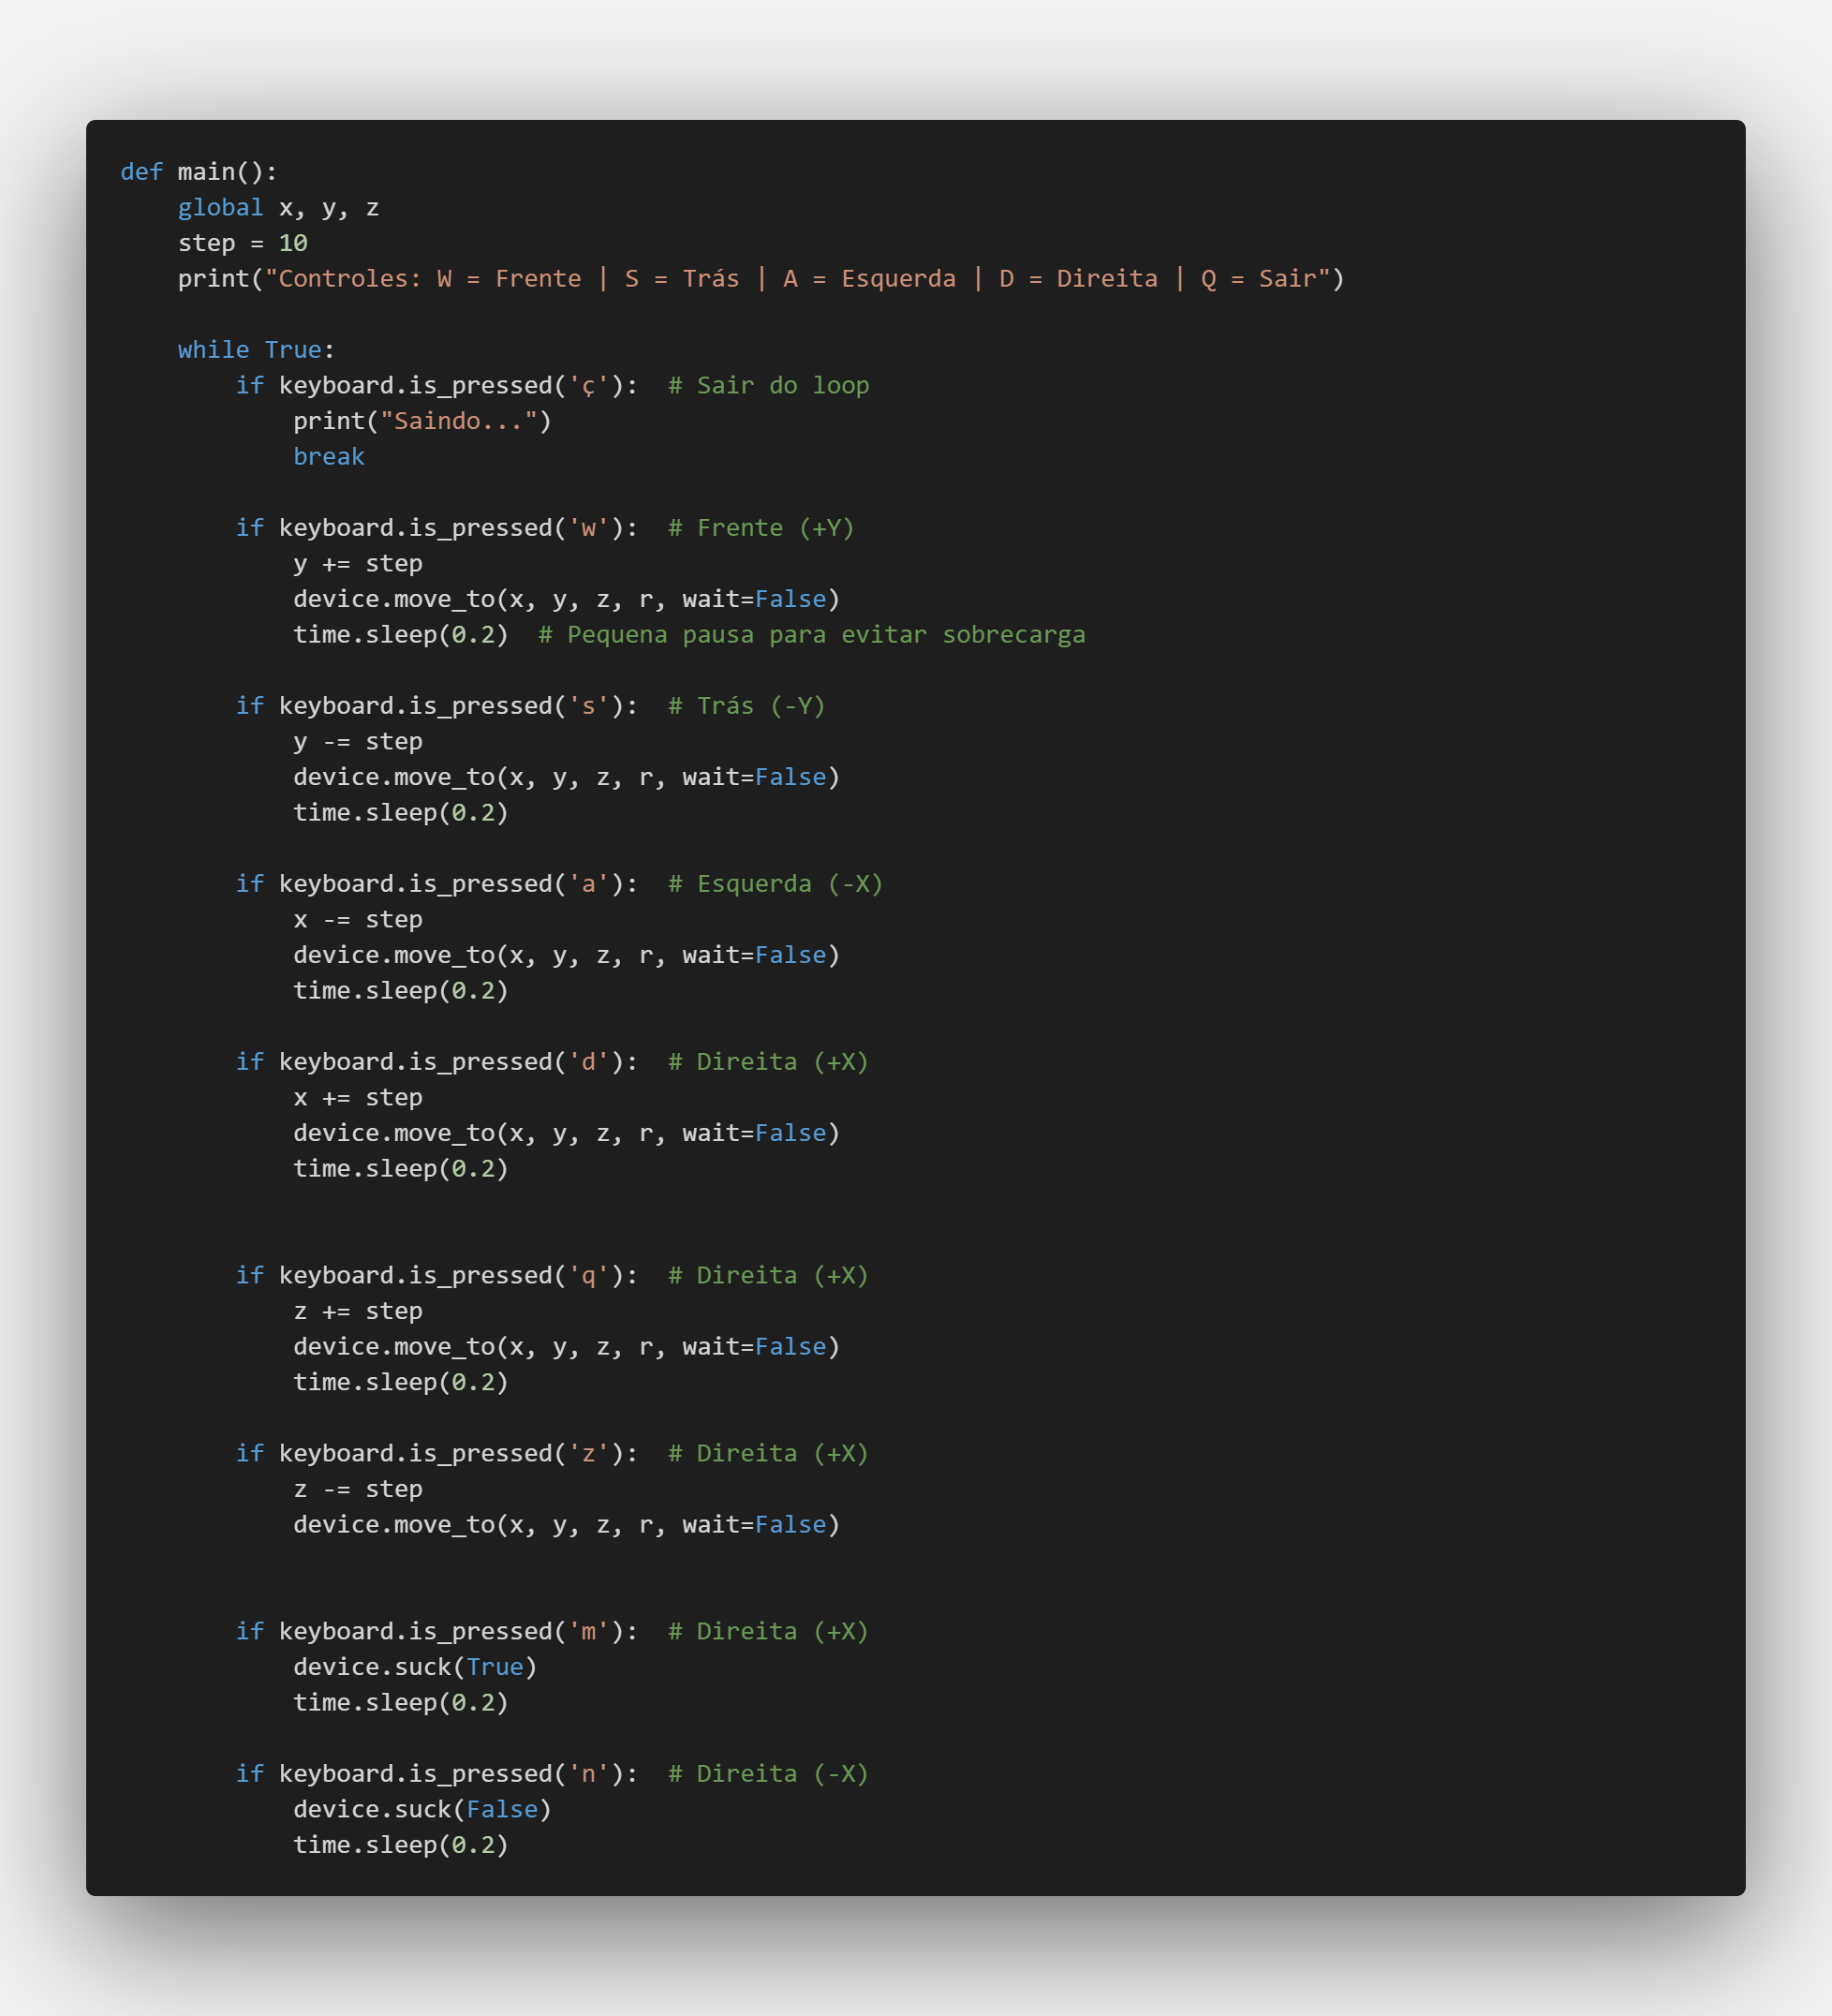 def main():
    global x, y, z
    step = 10
    print("Controles: W = Frente | S = Trás | A = Esquerda | D = Direita | Q = Sair")

    while True:
        if keyboard.is_pressed('ç'):  # Sair do loop
            print("Saindo...")
            break

        if keyboard.is_pressed('w'):  # Frente (+Y)
            y += step
            device.move_to(x, y, z, r, wait=False)
            time.sleep(0.2)  # Pequena pausa para evitar sobrecarga

        if keyboard.is_pressed('s'):  # Trás (-Y)
            y -= step
            device.move_to(x, y, z, r, wait=False)
            time.sleep(0.2)

        if keyboard.is_pressed('a'):  # Esquerda (-X)
            x -= step
            device.move_to(x, y, z, r, wait=False)
            time.sleep(0.2)

        if keyboard.is_pressed('d'):  # Direita (+X)
            x += step
            device.move_to(x, y, z, r, wait=False)
            time.sleep(0.2)


        if keyboard.is_pressed('q'):  # Direita (+X)
            z += step
            device.move_to(x, y, z, r, wait=False)
            time.sleep(0.2)

        if keyboard.is_pressed('z'):  # Direita (+X)
            z -= step
            device.move_to(x, y, z, r, wait=False)


        if keyboard.is_pressed('m'):  # Direita (+X)
            device.suck(True)
            time.sleep(0.2)

        if keyboard.is_pressed('n'):  # Direita (-X)
            device.suck(False)
            time.sleep(0.2)